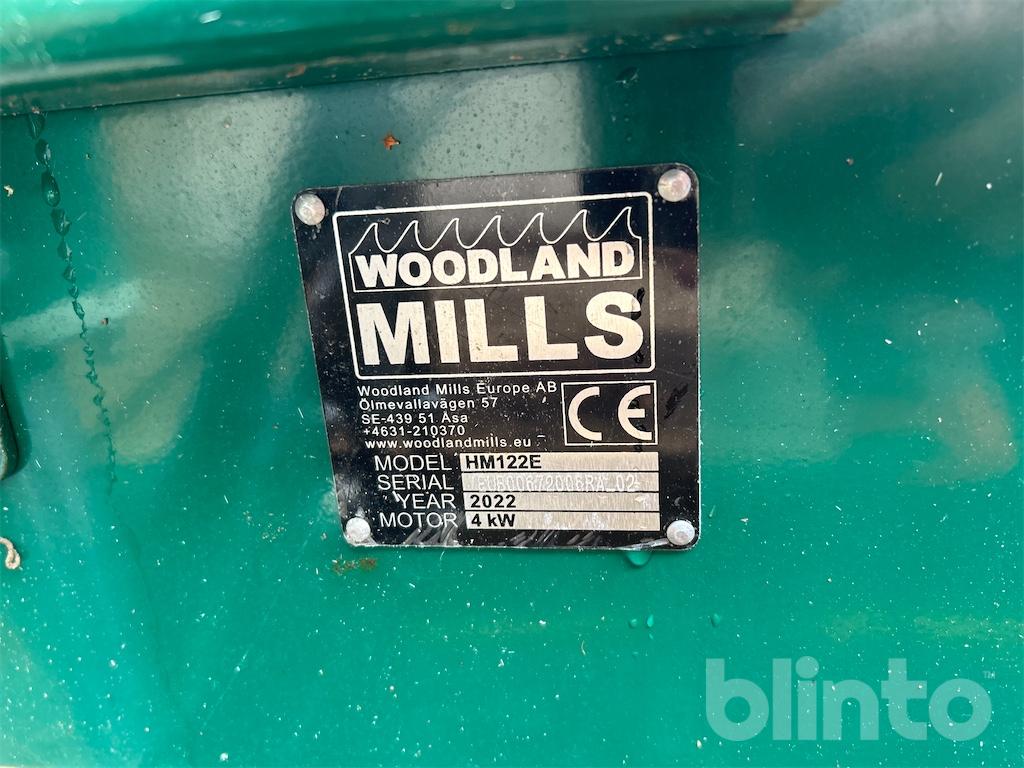 WOODLAND
MILLS
Woodland Mills Europe AB
Ölmevallavägen 57
SE-439 51 Åsa
+4631-210370
www.woodlandmills.eu
CE
MODEL HM122E
SERIAL
YEAR 2022
MOTOR 4 kW
blinto™